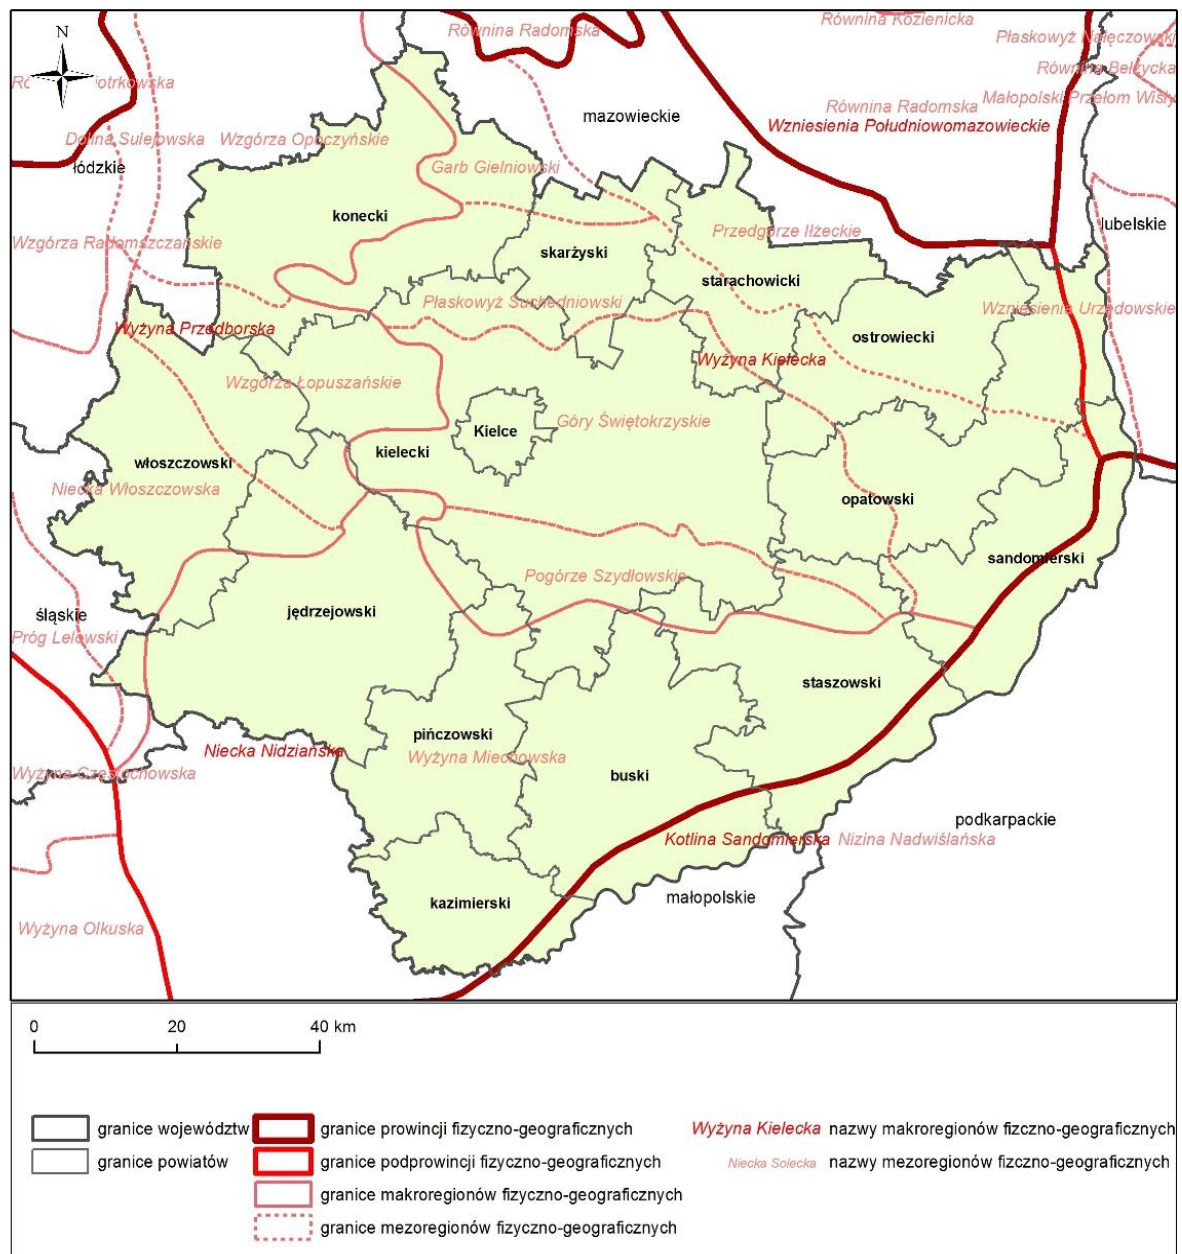 N
Równina Kozienicka
Równina Radomska
Płaskowyż Nałęczowski
Równina Bełżycka
Małopolski Przełom Wisły
Równina Radomska
Wzniesienia Południowomazowieckie
mazowieckie
Dolina Sulejowska
Wzgórza Opoczyńskie
łódzkie
Garb Gielniowski
konecki
lubelskie
Przedgórze Iłżeckie
Wzgórza Radomszczańskie
skarżyski
starachowicki
Płaskowyż Suchedniowski
Wzniesienia Urzędowskie
Wyżyna Przedborska
ostrowiecki
Wyżyna Kielecka
Wzgórza Łopuszańskie
Góry Świętokrzyskie
Kielce
kielecki
włoszczowski
Niecka Włoszczowska
opatowski
sandomierski
Pogórze Szydłowskie
śląskie
jędrzejowski
Próg Lelowski
staszowski
pińczowski
Niecka Nidziańska
Wyżyna Miechowska
Wyżyna Częstochowska
buski
podkarpackie
Kotlina Sandomierska
Nizina Nadwiślańska
małopolskie
kazimierski
Wyżyna Olkuska
0 20 40 km
granice województw
granice powiatów
granice prowincji fizyczno-geograficznych
granice podprowincji fizyczno-geograficznych
granice makroregionów fizyczno-geograficznych
granice mezoregionów fizyczno-geograficznych
Wyżyna Kielecka nazwy makroregionów fizczno-geograficznych
Niecka Solecka nazwy mezoregionów fizczno-geograficznych